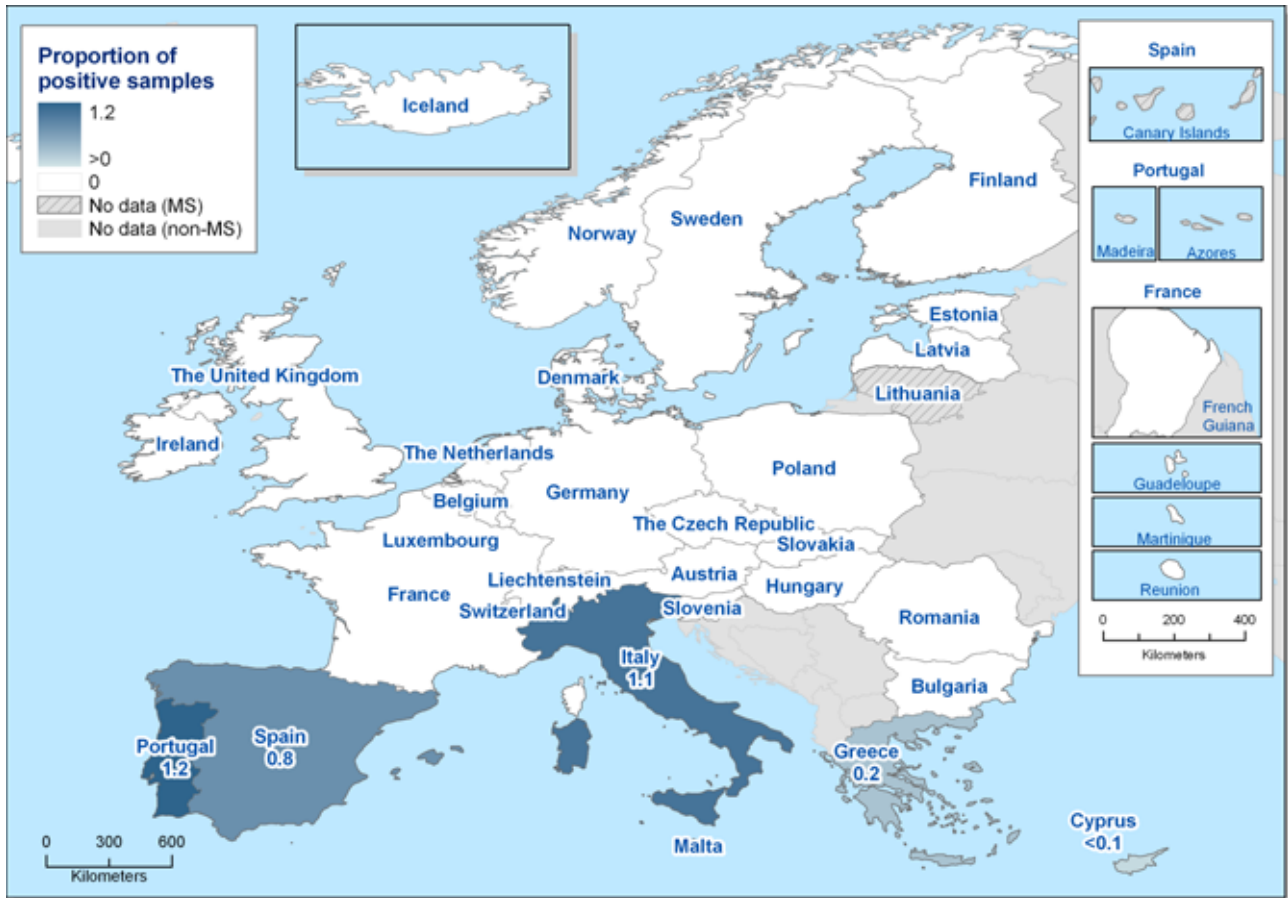 Proportion of
positive samples
1.2
>0
0
No data (MS)
No data (non-MS)
Iceland
Norway
Sweden
Finland
Estonia
Latvia
Lithuania
Denmark
The United Kingdom
Ireland
The Netherlands
Belgium
Germany
Poland
The Czech Republic
Luxembourg
Slovakia
Liechtenstein
Austria
Hungary
France
Switzerland
Slovenia
Romania
Italy
1.1
Bulgaria
Portugal
1.2
Spain
0.8
Greece
0.2
Malta
Cyprus
<0.1
0 300 600
Kilometers
Spain
Canary Islands
Portugal
Madeira
Azores
France
French
Guiana
Guadeloupe
Martinique
Reunion
0 200 400
Kilometers